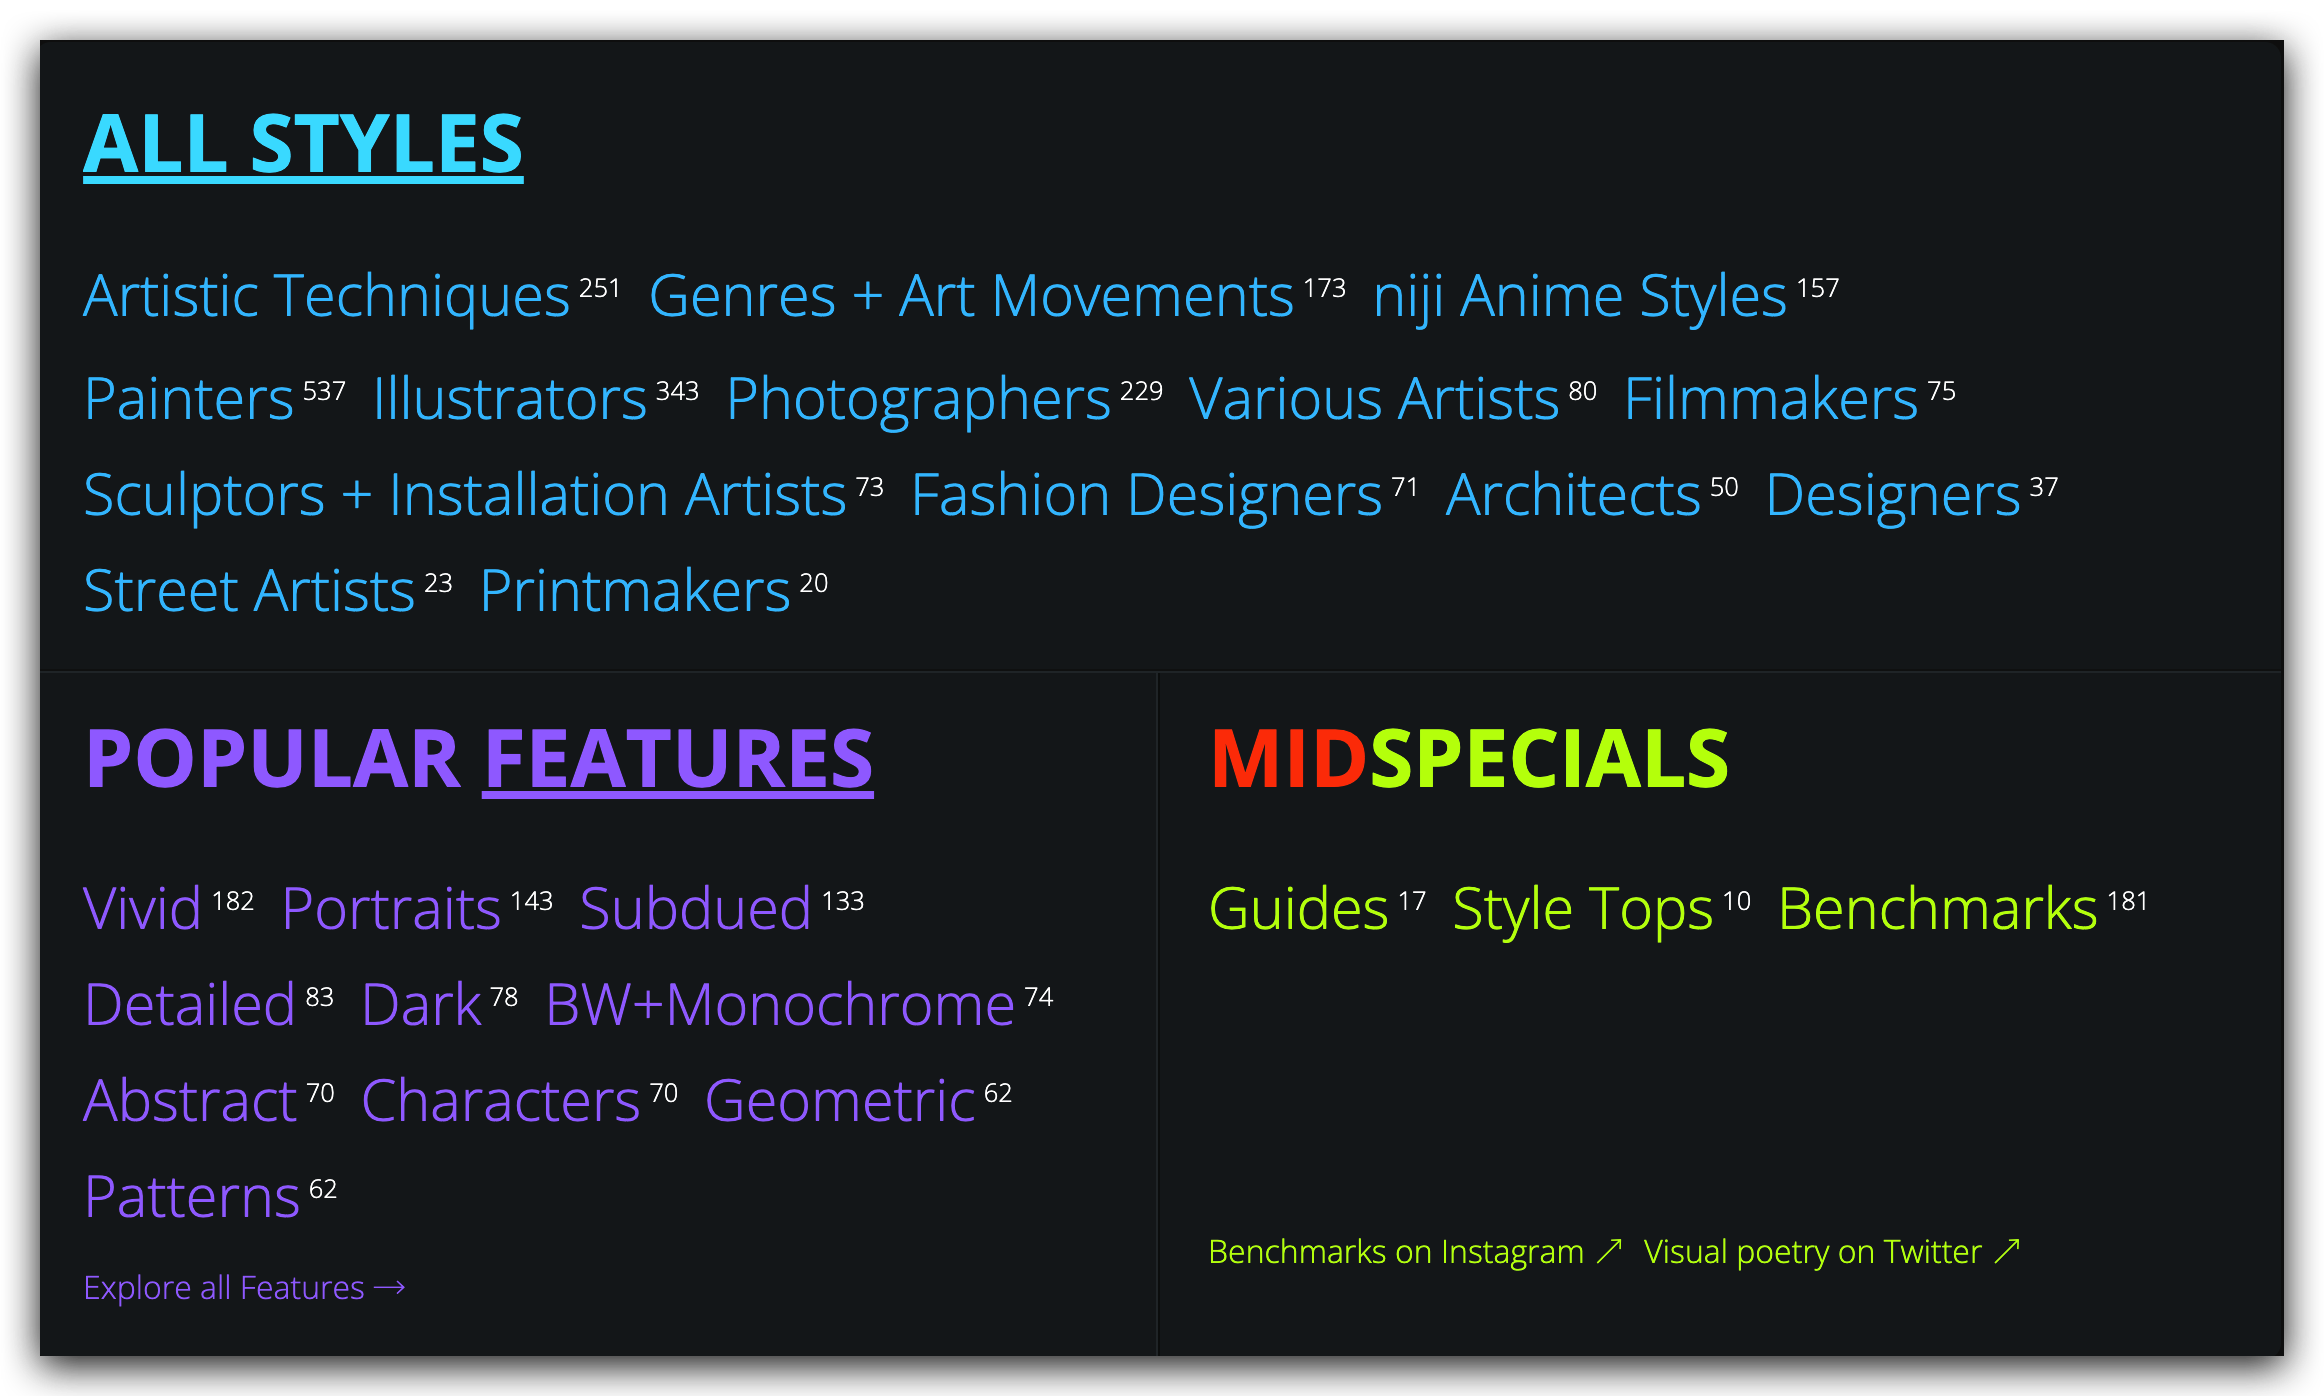 ALL STYLES
Artistic Techniques 251 Genres + Art Movements 173 niji Anime Styles 157
Painters 537 Illustrators 343 Photographers 229 Various Artists 80 Filmmakers 75
Sculptors + Installation Artists 73 Fashion Designers 71 Architects 50 Designers 37
Street Artists 23 Printmakers 20
POPULAR FEATURES
Vivid 182 Portraits 143 Subdued 133
Detailed 83 Dark 78 BW+Monochrome 74
Abstract 70 Characters 70 Geometric 62
Patterns 62
Explore all Features →
MIDSPECIALS
Guides 17 Style Tops 10 Benchmarks 181
Benchmarks on Instagram ↗ Visual poetry on Twitter ↗